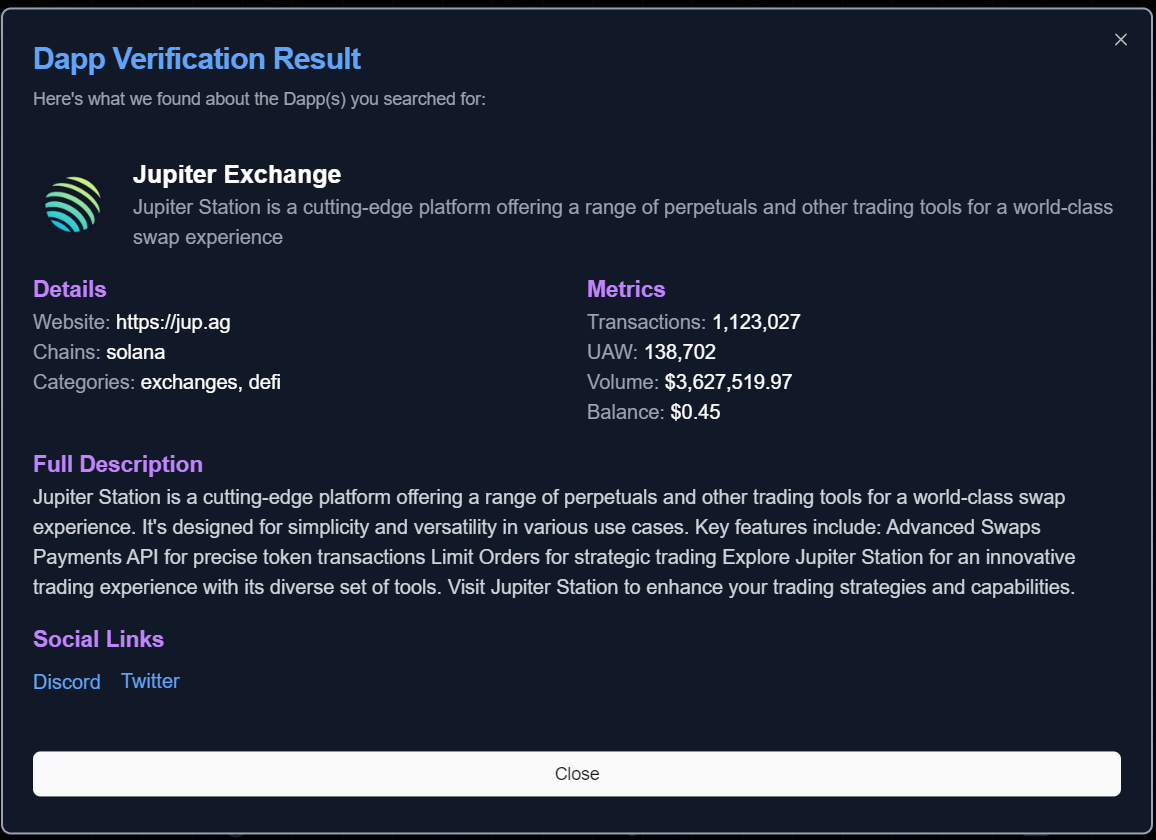 Dapp Verification Result
Here's what we found about the Dapp(s) you searched for:
Jupiter Exchange
Jupiter Station is a cutting-edge platform offering a range of perpetuals and other trading tools for a world-class
swap experience
Details
Website: https://jup.ag
Chains: solana
Categories: exchanges, defi
Metrics
Transactions: 1,123,027
UAW: 138,702
Volume: $3,627,519.97
Balance: $0.45
Full Description
Jupiter Station is a cutting-edge platform offering a range of perpetuals and other trading tools for a world-class swap
experience. It's designed for simplicity and versatility in various use cases. Key features include: Advanced Swaps
Payments API for precise token transactions Limit Orders for strategic trading Explore Jupiter Station for an innovative
trading experience with its diverse set of tools. Visit Jupiter Station to enhance your trading strategies and capabilities.
Social Links
Discord Twitter
Close